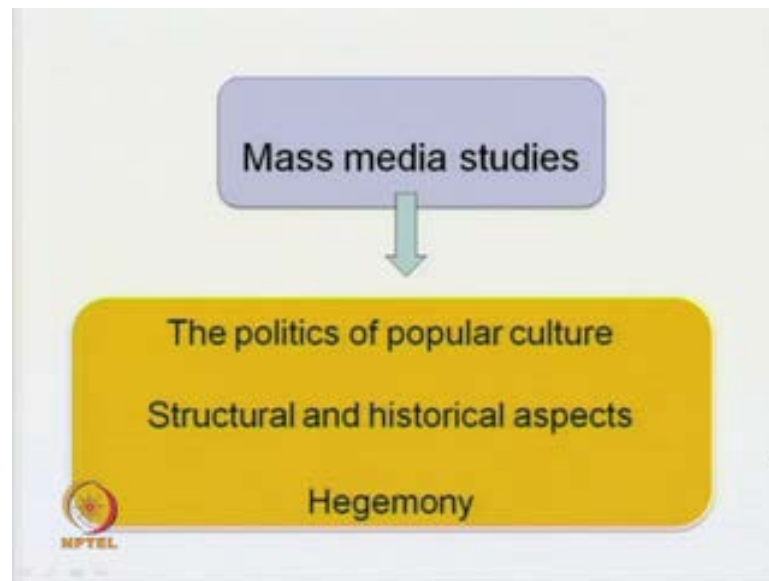 Mass media studies
The politics of popular culture
Structural and historical aspects
Hegemony
NPTEL